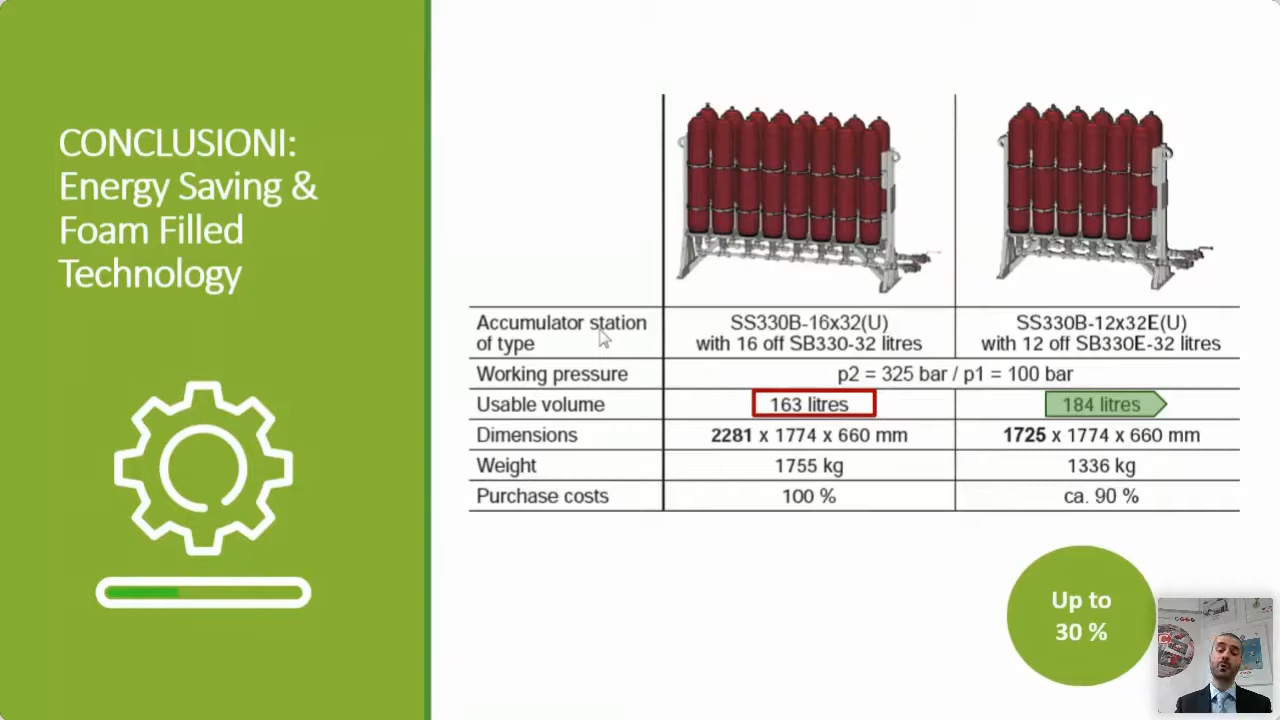 CONCLUSIONI:
Energy Saving &
Foam Filled
Technology
Accumulator station
of type
SS330B-16x32(U)
with 16 off SB330-32 litres
SS330B-12x32E(U)
with 12 off SB330E-32 litres
Working pressure
p2 = 325 bar / p1 = 100 bar
Usable volume
163 litres
184 litres
Dimensions
2281 x 1774 x 660 mm
1725 x 1774 x 660 mm
Weight
1755 kg
1336 kg
Purchase costs
100 %
ca. 90 %
Up to
30 %